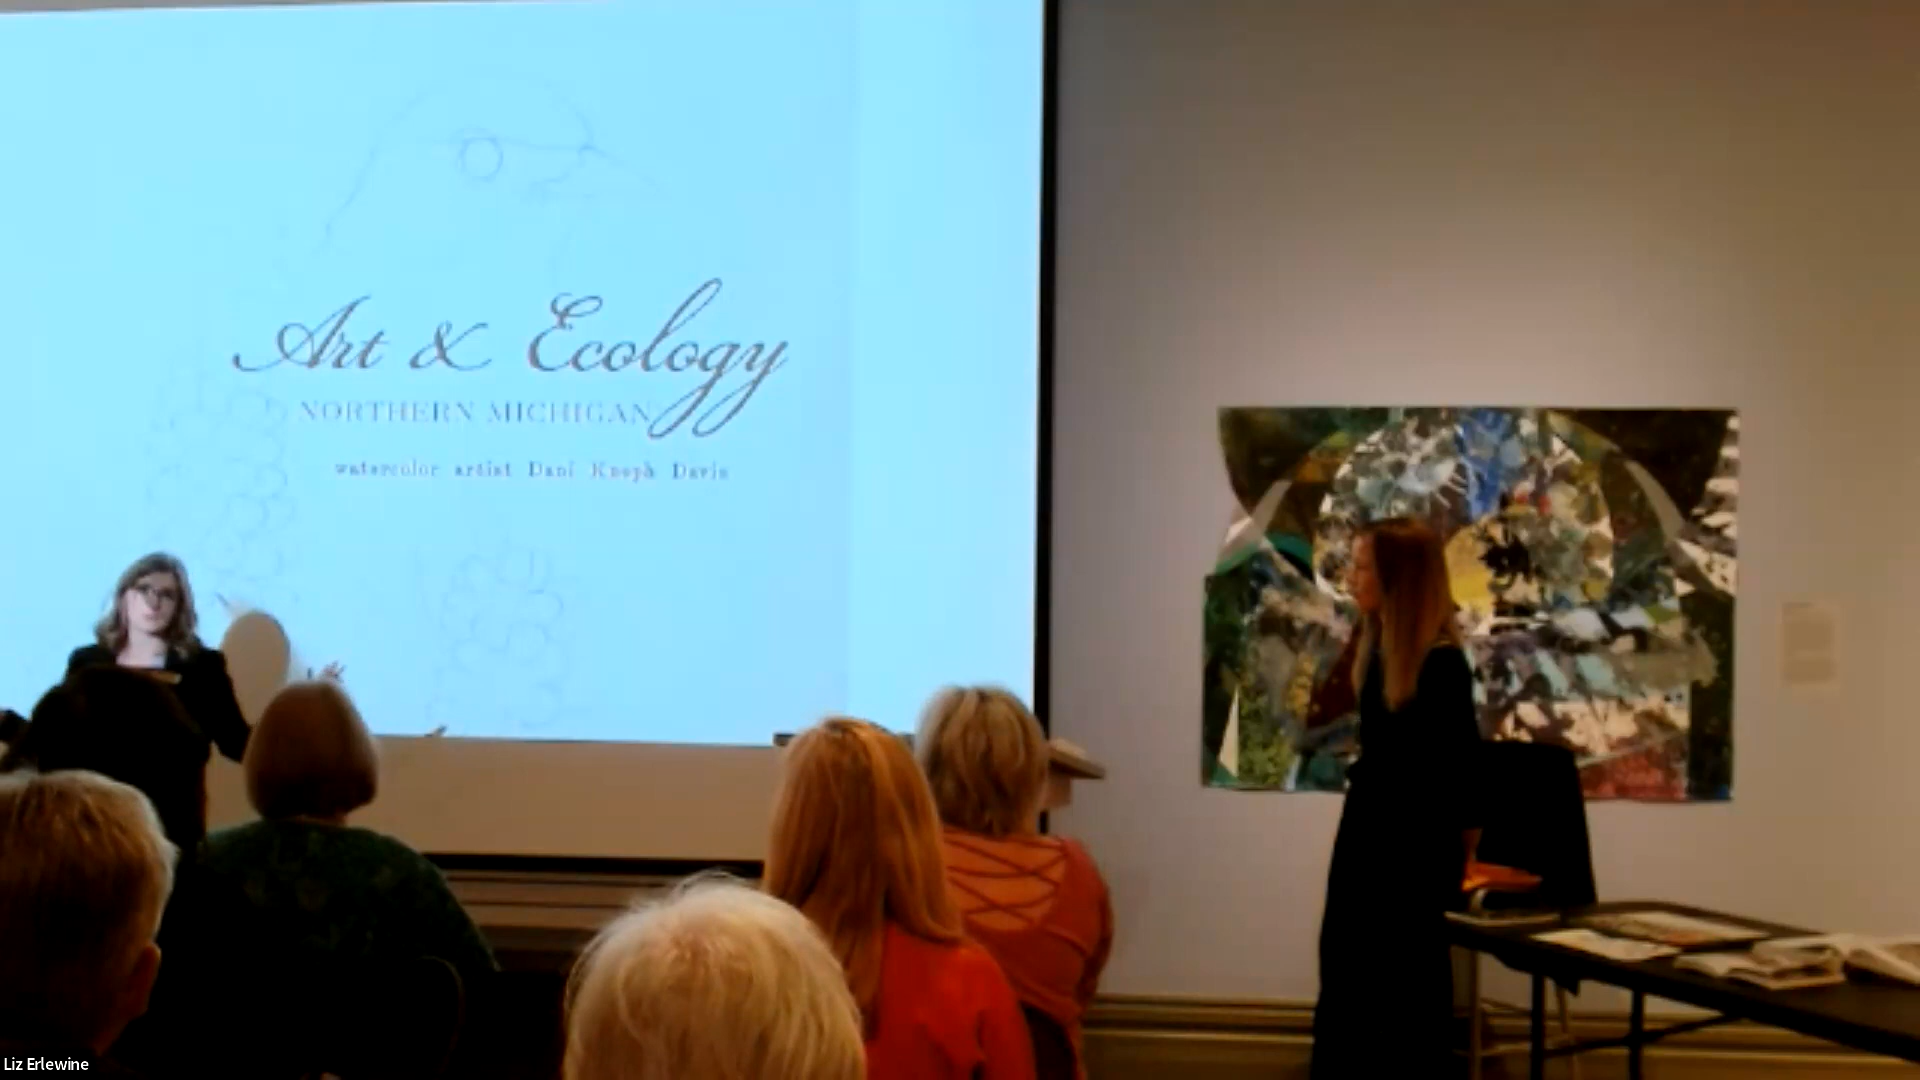 Art & Ecology
NORTHERN MICHIGAN
watercolor artist Dani Knoph Davis
Liz Erlewine